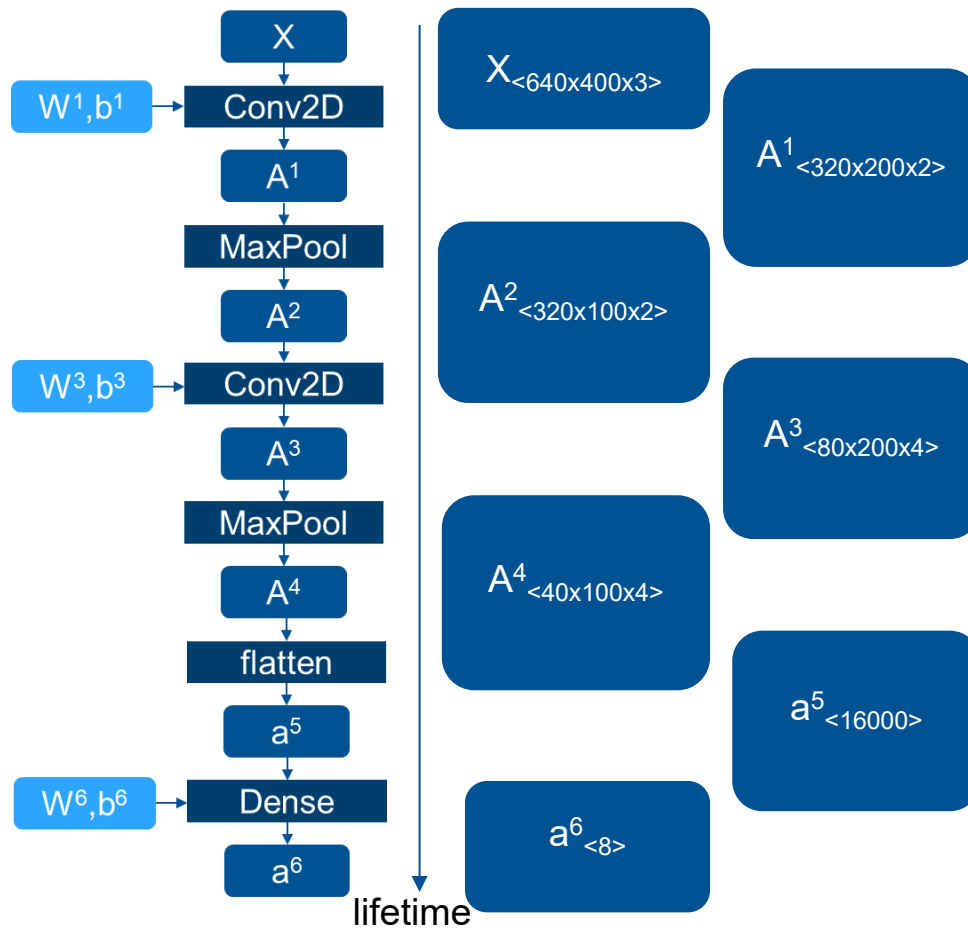 X
W¹,b¹
Conv2D
A¹
MaxPool
A²
W³,b³
Conv2D
A³
MaxPool
A⁴
flatten
a⁵
W⁶,b⁶
Dense
a⁶
lifetime
X<640x400x3>
A¹<320x200x2>
A²<320x100x2>
A³<80x200x4>
A⁴<40x100x4>
a⁵<16000>
a⁶<8>